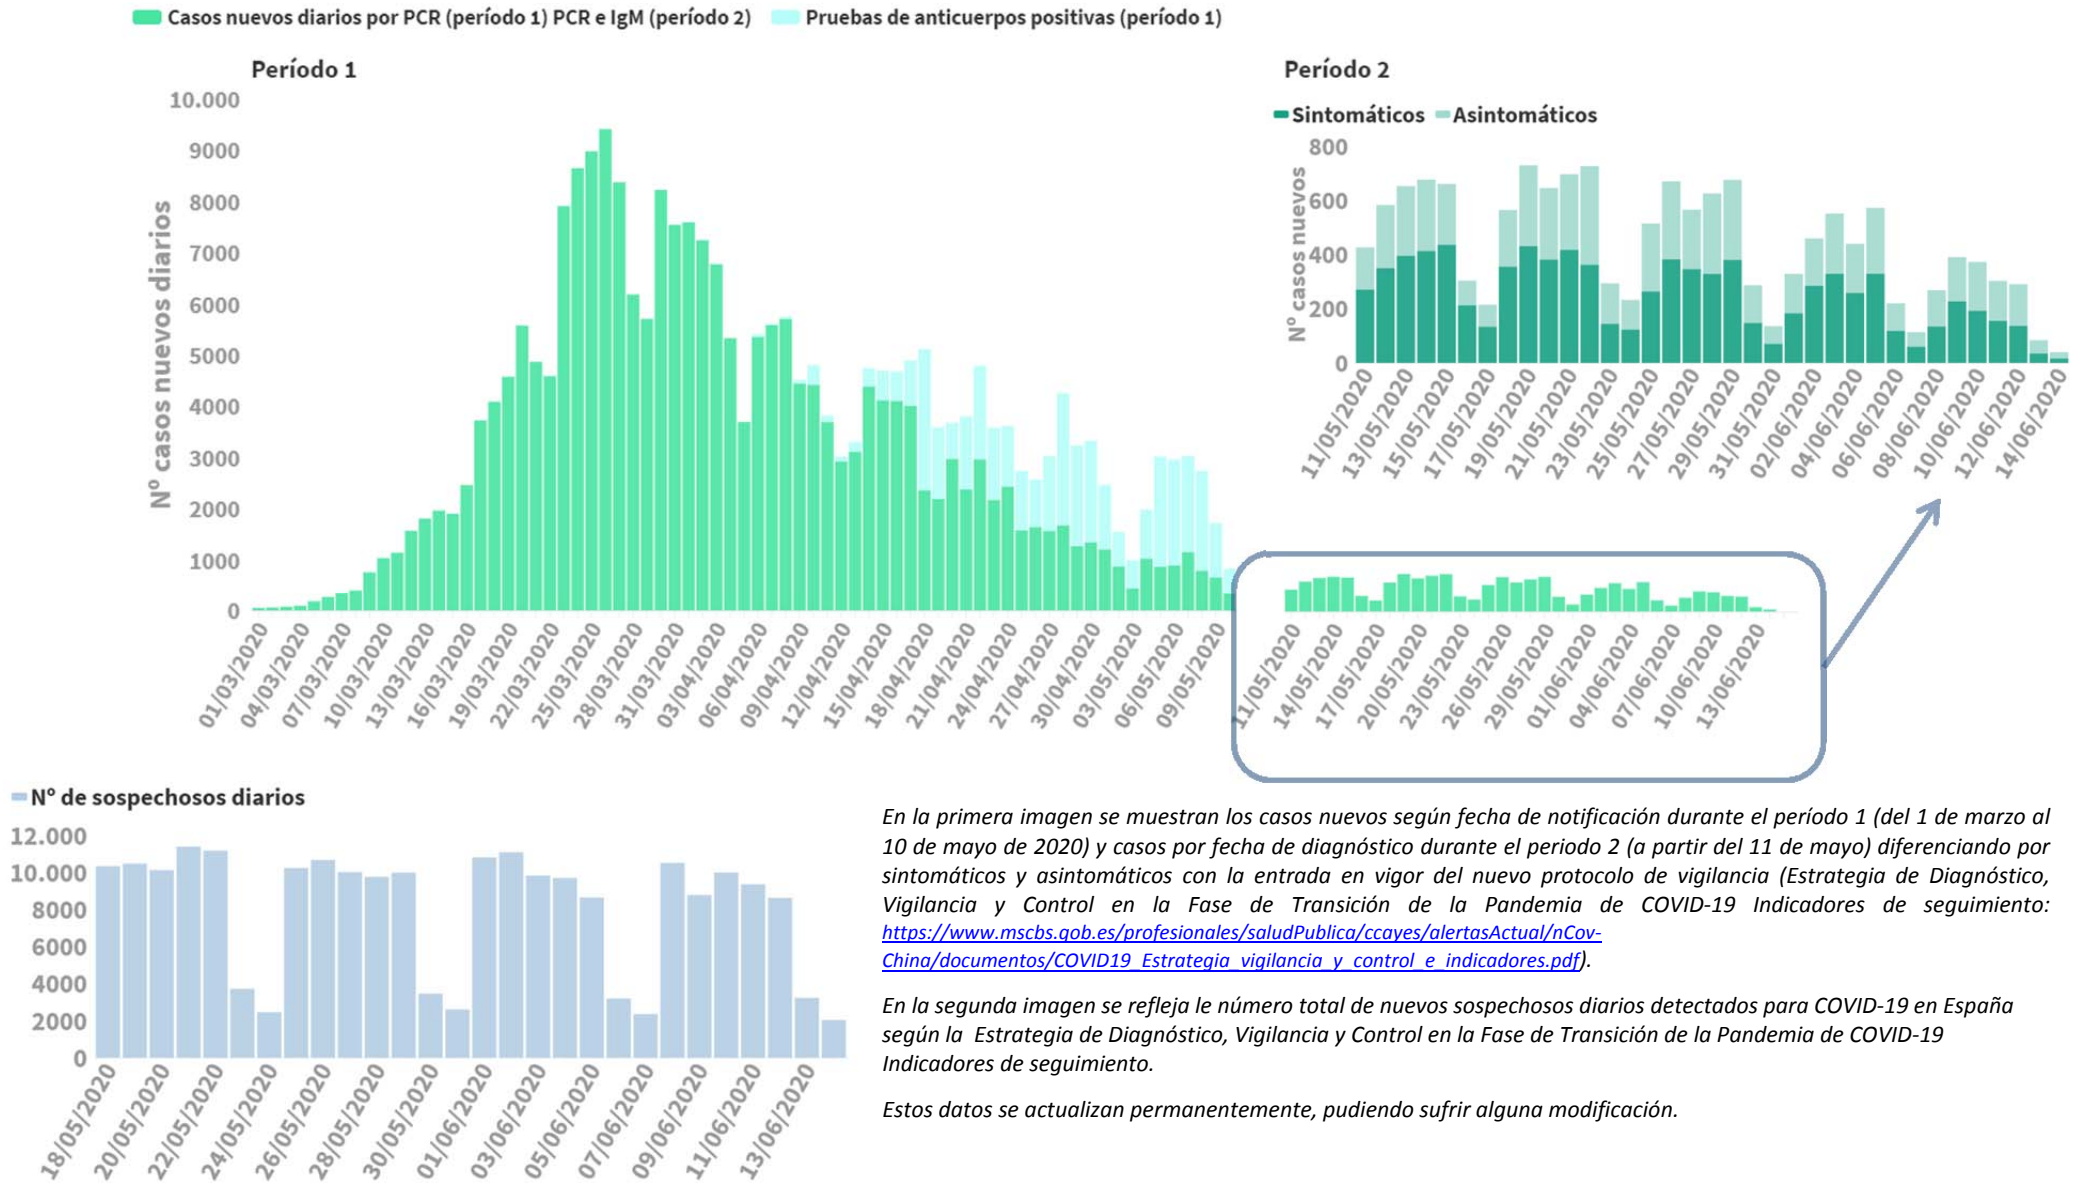 Casos nuevos diarios por PCR (período 1) PCR e IgM (período 2) Pruebas de anticuerpos positivas (período 1)
Período 1
Nº casos nuevos diarios
10.000
9000
8000
7000
6000
5000
4000
3000
2000
1000
0
01/03/2020 04/03/2020 07/03/2020 10/03/2020 13/03/2020 16/03/2020 19/03/2020 22/03/2020 25/03/2020 28/03/2020 31/03/2020 03/04/2020 06/04/2020 09/04/2020 12/04/2020 15/04/2020 18/04/2020 21/04/2020 24/04/2020 27/04/2020 30/04/2020 03/05/2020 06/05/2020 09/05/2020
11/05/2020 14/05/2020 17/05/2020 20/05/2020 23/05/2020 26/05/2020 29/05/2020 01/06/2020 04/06/2020 07/06/2020 10/06/2020 13/06/2020
Período 2
Sintomáticos Asintomáticos
Nº casos nuevos
800
600
400
200
0
11/05/2020 13/05/2020 15/05/2020 17/05/2020 19/05/2020 21/05/2020 23/05/2020 25/05/2020 27/05/2020 29/05/2020 31/05/2020 02/06/2020 04/06/2020 06/06/2020 08/06/2020 10/06/2020 12/06/2020 14/06/2020
Nº de sospechosos diarios
12.000
10.000
8000
6000
4000
2000
0
18/05/2020 20/05/2020 22/05/2020 24/05/2020 26/05/2020 28/05/2020 30/05/2020 01/06/2020 03/06/2020 05/06/2020 07/06/2020 09/06/2020 11/06/2020 13/06/2020
En la primera imagen se muestran los casos nuevos según fecha de notificación durante el período 1 (del 1 de marzo al
10 de mayo de 2020) y casos por fecha de diagnóstico durante el periodo 2 (a partir del 11 de mayo) diferenciando por
sintomáticos y asintomáticos con la entrada en vigor del nuevo protocolo de vigilancia (Estrategia de Diagnóstico,
Vigilancia y Control en la Fase de Transición de la Pandemia de COVID-19 Indicadores de seguimiento:
https://www.mscbs.gob.es/profesionales/saludPublica/ccayes/alertasActual/nCov-
China/documentos/COVID19_Estrategia_vigilancia_y_control_e_indicadores.pdf).
En la segunda imagen se refleja le número total de nuevos sospechosos diarios detectados para COVID-19 en España
según la Estrategia de Diagnóstico, Vigilancia y Control en la Fase de Transición de la Pandemia de COVID-19
Indicadores de seguimiento.
Estos datos se actualizan permanentemente, pudiendo sufrir alguna modificación.